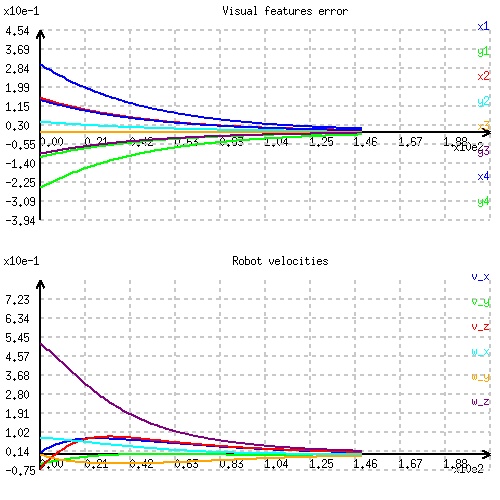 x10e-1 Visual features error
4.54 x1
3.69 y1
2.84 x2
1.99 y2
1.15
0.30
0.00 0.21 0.42 0.63 0.83 1.04 1.25 1.46 1.67 1.88 x10e2
-0.55 y3
-1.40 x4
-2.25 y4
-3.09
-3.94
x10e-1 Robot velocities
v_x
7.23 v_y
6.34 v_z
5.45 w_x
4.57 w_y
3.68 w_z
2.80
1.91
1.02
0.14
0.00 0.21 0.42 0.63 0.83 1.04 1.25 1.46 1.67 1.88 x10e2
-0.75